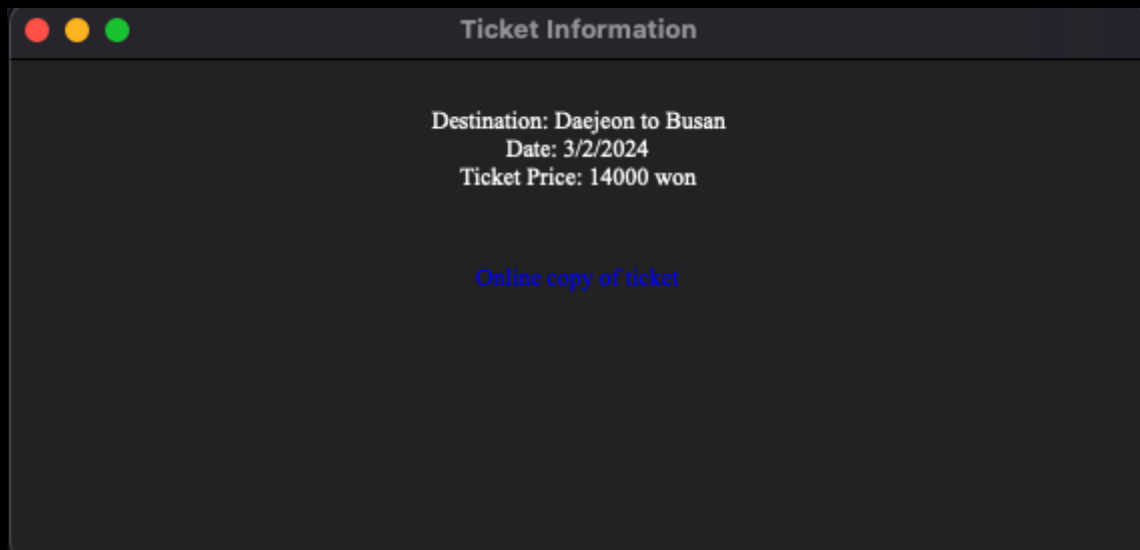 Ticket Information
Destination: Daejeon to Busan
Date: 3/2/2024
Ticket Price: 14000 won
Online copy of ticket